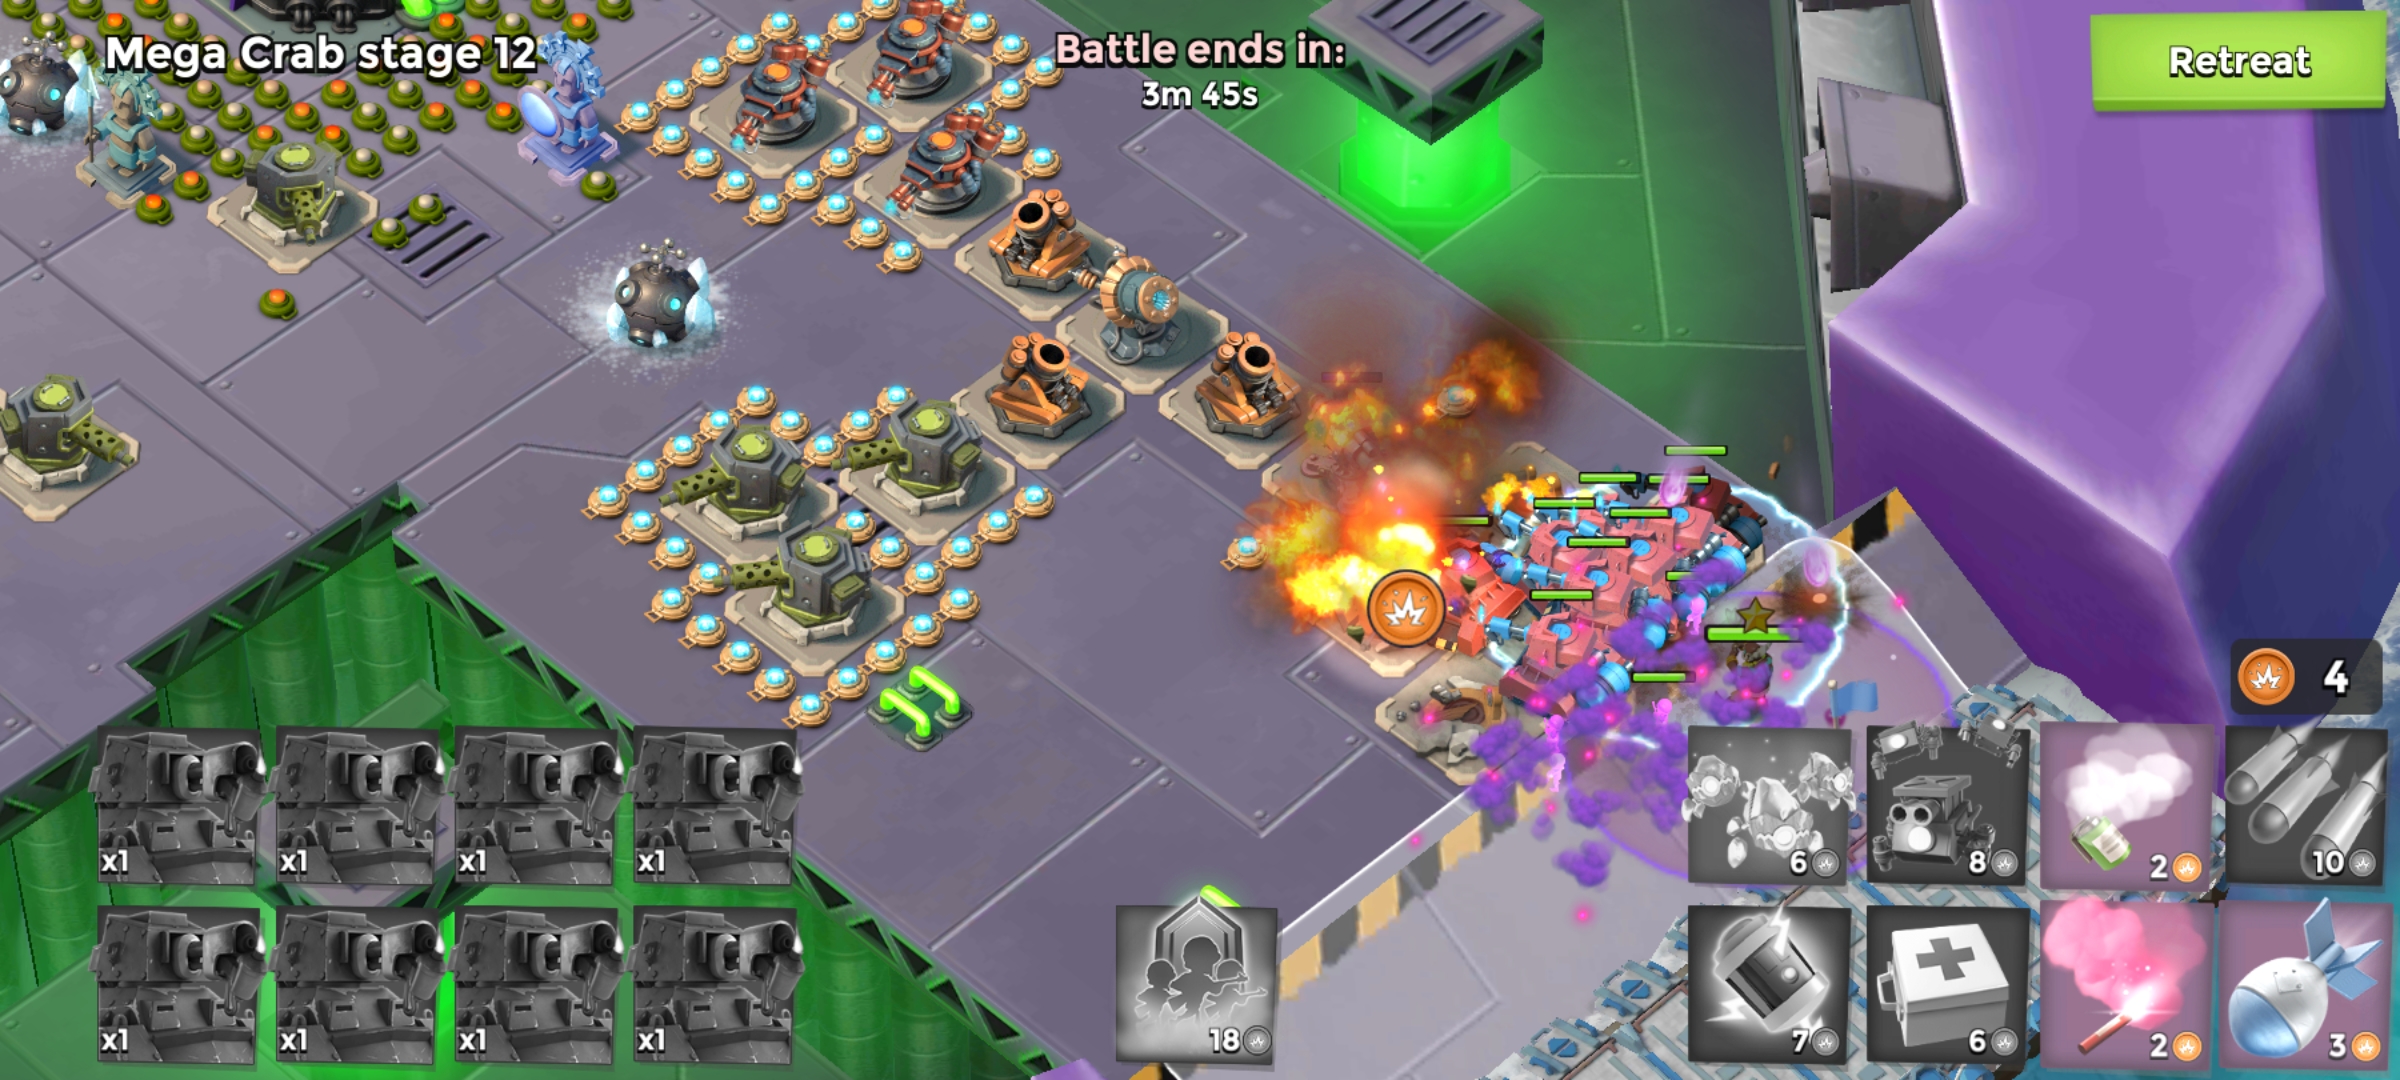 Mega Crab stage 12
Battle ends in:
3m 45s
Retreat
4
x1
x1
x1
x1
6
8
2
10
x1
x1
x1
x1
18
7
6
2
3